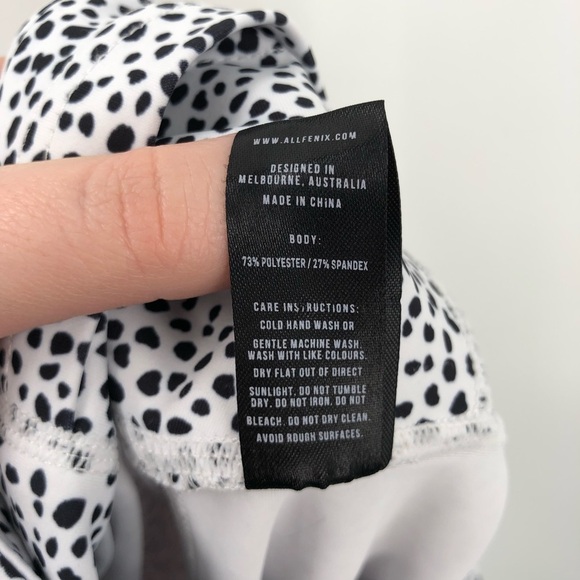 WWW.ALLFENIX.COM
DESIGNED IN
MELBOURNE, AUSTRALIA
MADE IN CHINA
BODY:
73% POLYESTER / 27% SPANDEX
CARE INSTRUCTIONS:
COLD HAND WASH OR
GENTLE MACHINE WASH.
WASH WITH LIKE COLOURS.
DRY FLAT OUT OF DIRECT
SUNLIGHT. DO NOT TUMBLE
DRY. DO NOT IRON. DO NOT
BLEACH. DO NOT DRY CLEAN.
AVOID ROUGH SURFACES.